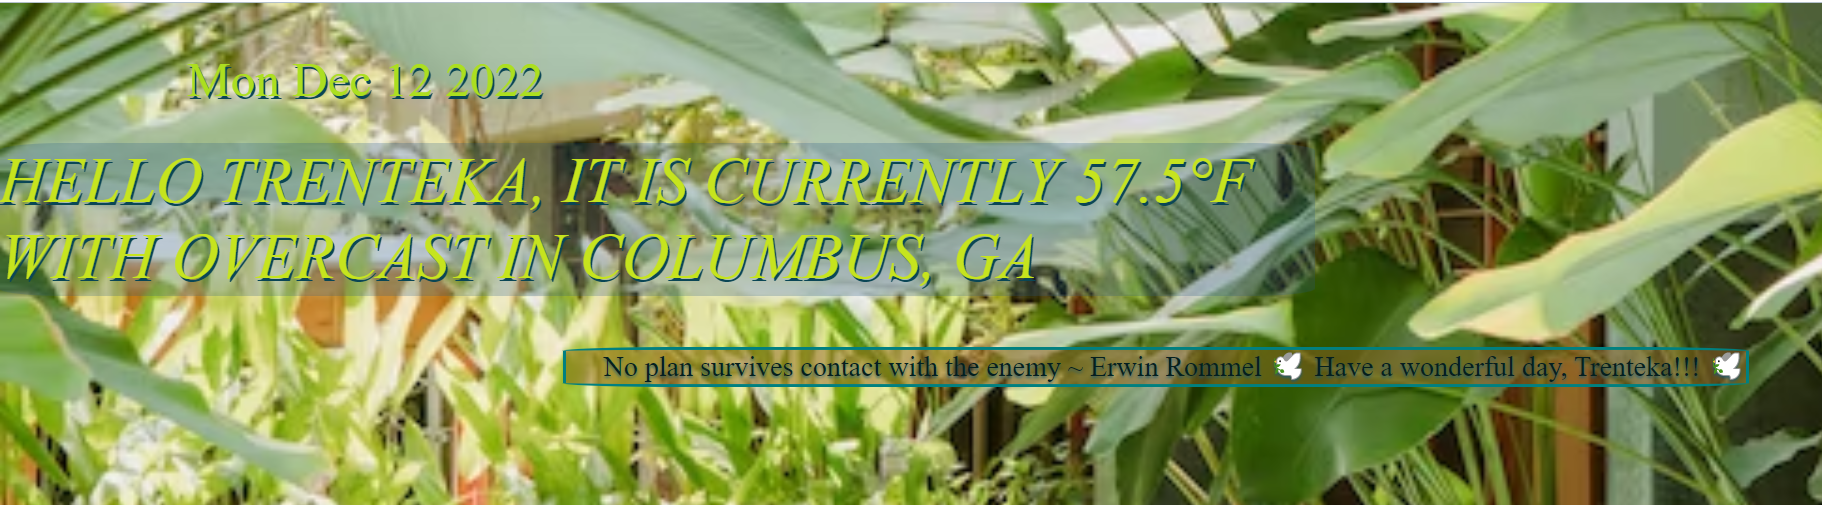 Mon Dec 12 2022
HELLO TRENTEKA, IT IS CURRENTLY 57.5°F
WITH OVERCAST IN COLUMBUS, GA
No plan survives contact with the enemy ~ Erwin Rommel 🕊 Have a wonderful day, Trenteka!!! 🕊